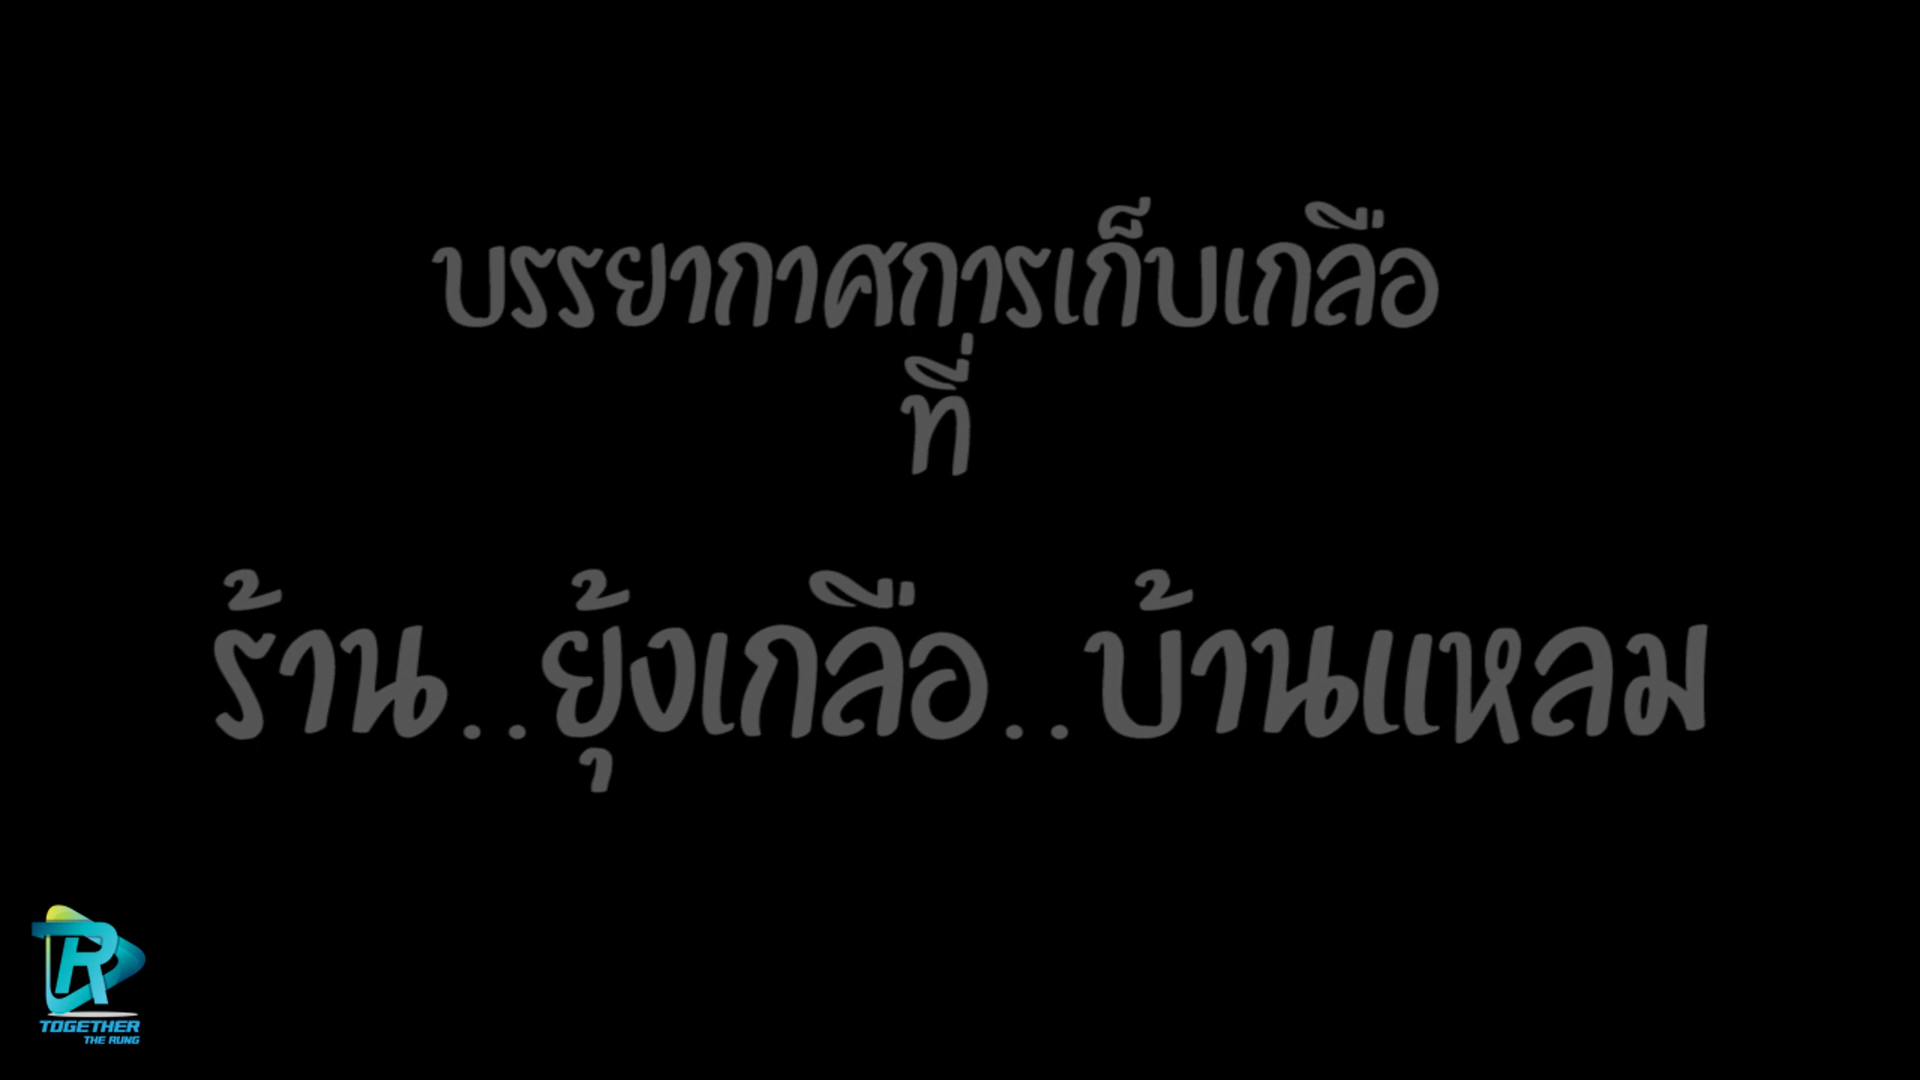 บรรยากาศการเก็บเกลือ
ที่
ร้าน..ยุ้งเกลือ..บ้านแหลม
TR
TOGETHER
THE RUNG